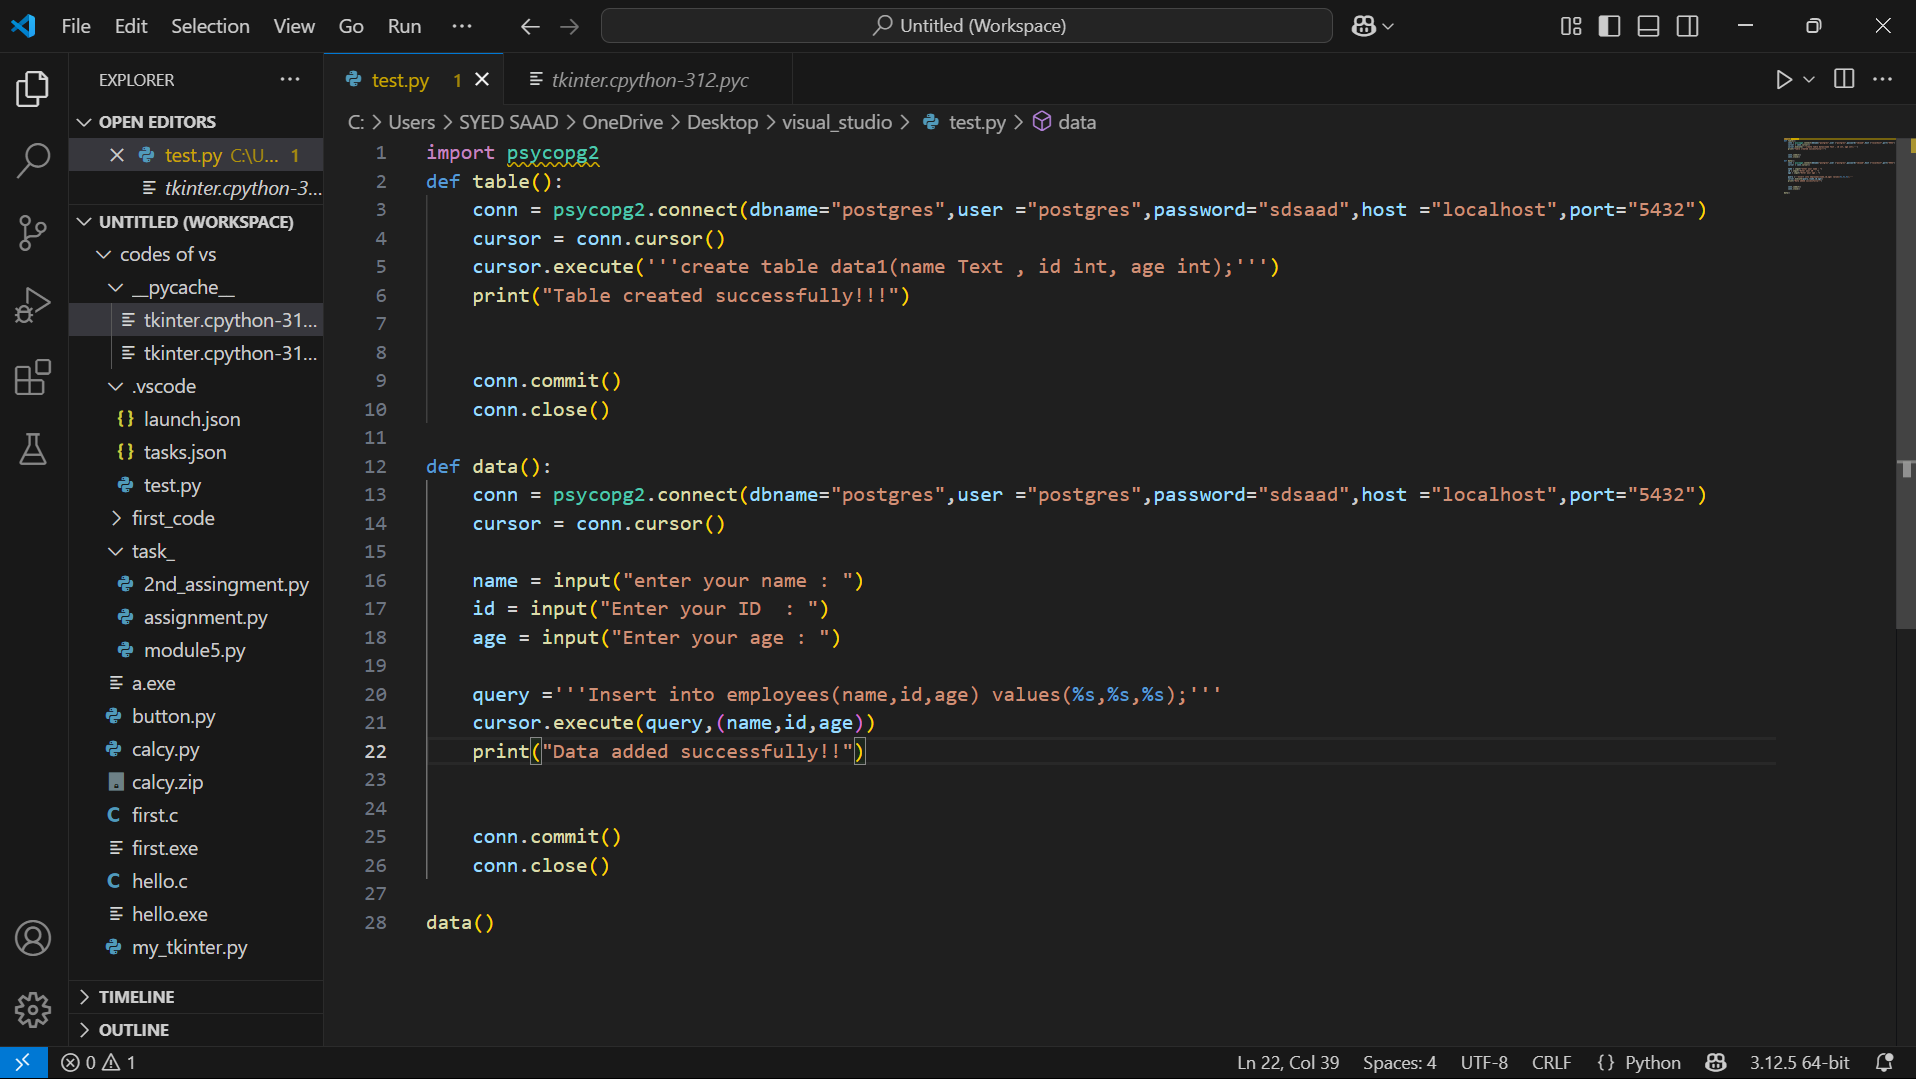 File Edit Selection View Go Run ··· Untitled (Workspace)
EXPLORER ···
OPEN EDITORS
test.py C:\U... 1
tkinter.cpython-3...
UNTITLED (WORKSPACE)
codes of vs
__pycache__
tkinter.cpython-31...
tkinter.cpython-31...
.vscode
{} launch.json
{} tasks.json
test.py
first_code
task_
2nd_assingment.py
assignment.py
module5.py
a.exe
button.py
calcy.py
calcy.zip
C first.c
first.exe
C hello.c
hello.exe
my_tkinter.py
TIMELINE
OUTLINE
test.py 1 tkinter.cpython-312.pyc
C: > Users > SYED SAAD > OneDrive > Desktop > visual_studio > test.py > data
1 import psycopg2
2 def table():
3 conn = psycopg2.connect(dbname="postgres",user ="postgres",password="sdsaad",host ="localhost",port="5432")
4 cursor = conn.cursor()
5 cursor.execute('''create table data1(name Text , id int, age int);''')
6 print("Table created successfully!!!")
7
8
9 conn.commit()
10 conn.close()
11
12 def data():
13 conn = psycopg2.connect(dbname="postgres",user ="postgres",password="sdsaad",host ="localhost",port="5432")
14 cursor = conn.cursor()
15
16 name = input("enter your name : ")
17 id = input("Enter your ID  : ")
18 age = input("Enter your age : ")
19
20 query ='''Insert into employees(name,id,age) values(%s,%s,%s);'''
21 cursor.execute(query,(name,id,age))
22 print("Data added successfully!!")
23
24
25 conn.commit()
26 conn.close()
27
28 data()
0 1 Ln 22, Col 39 Spaces: 4 UTF-8 CRLF {} Python 3.12.5 64-bit